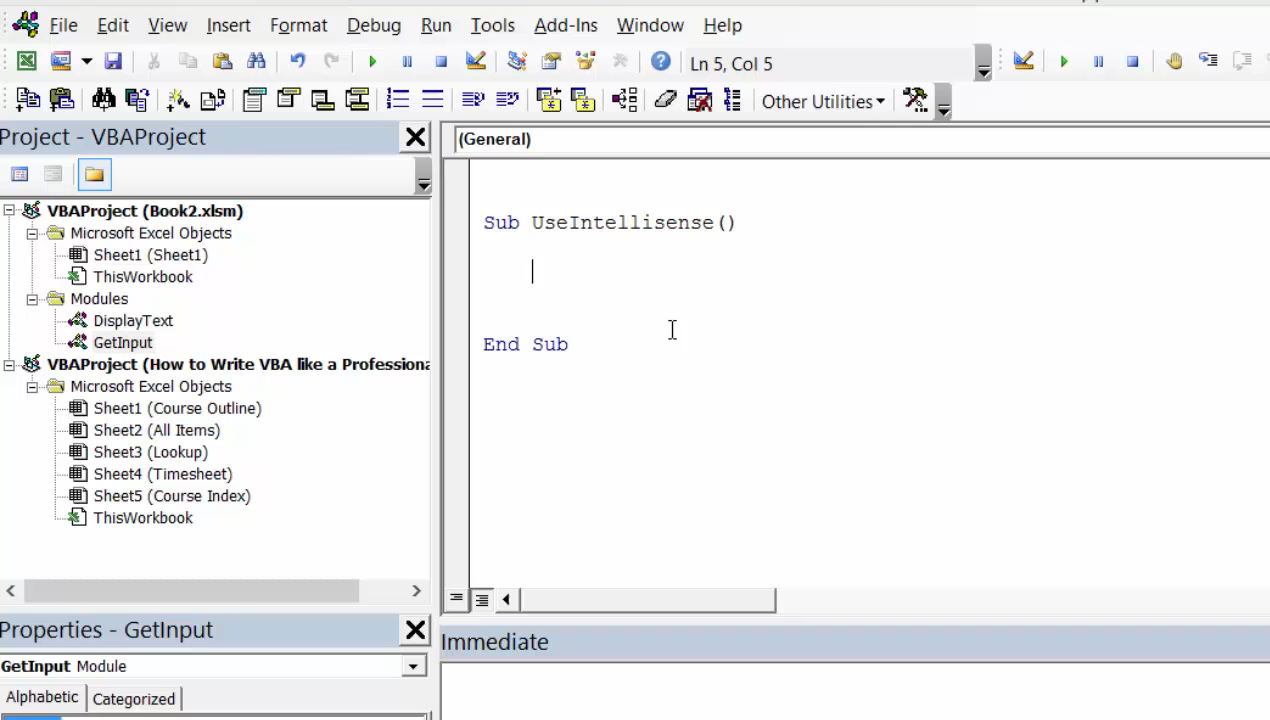 File Edit View Insert Format Debug Run Tools Add-Ins Window Help
Ln 5, Col 5
Other Utilities
Project - VBAProject
(General)
VBAProject (Book2.xlsm)
Microsoft Excel Objects
Sheet1 (Sheet1)
ThisWorkbook
Modules
DisplayText
GetInput
VBAProject (How to Write VBA like a Professiona
Microsoft Excel Objects
Sheet1 (Course Outline)
Sheet2 (All Items)
Sheet3 (Lookup)
Sheet4 (Timesheet)
Sheet5 (Course Index)
ThisWorkbook
Sub UseIntellisense()
End Sub
Properties - GetInput
GetInput Module
Alphabetic Categorized
Immediate